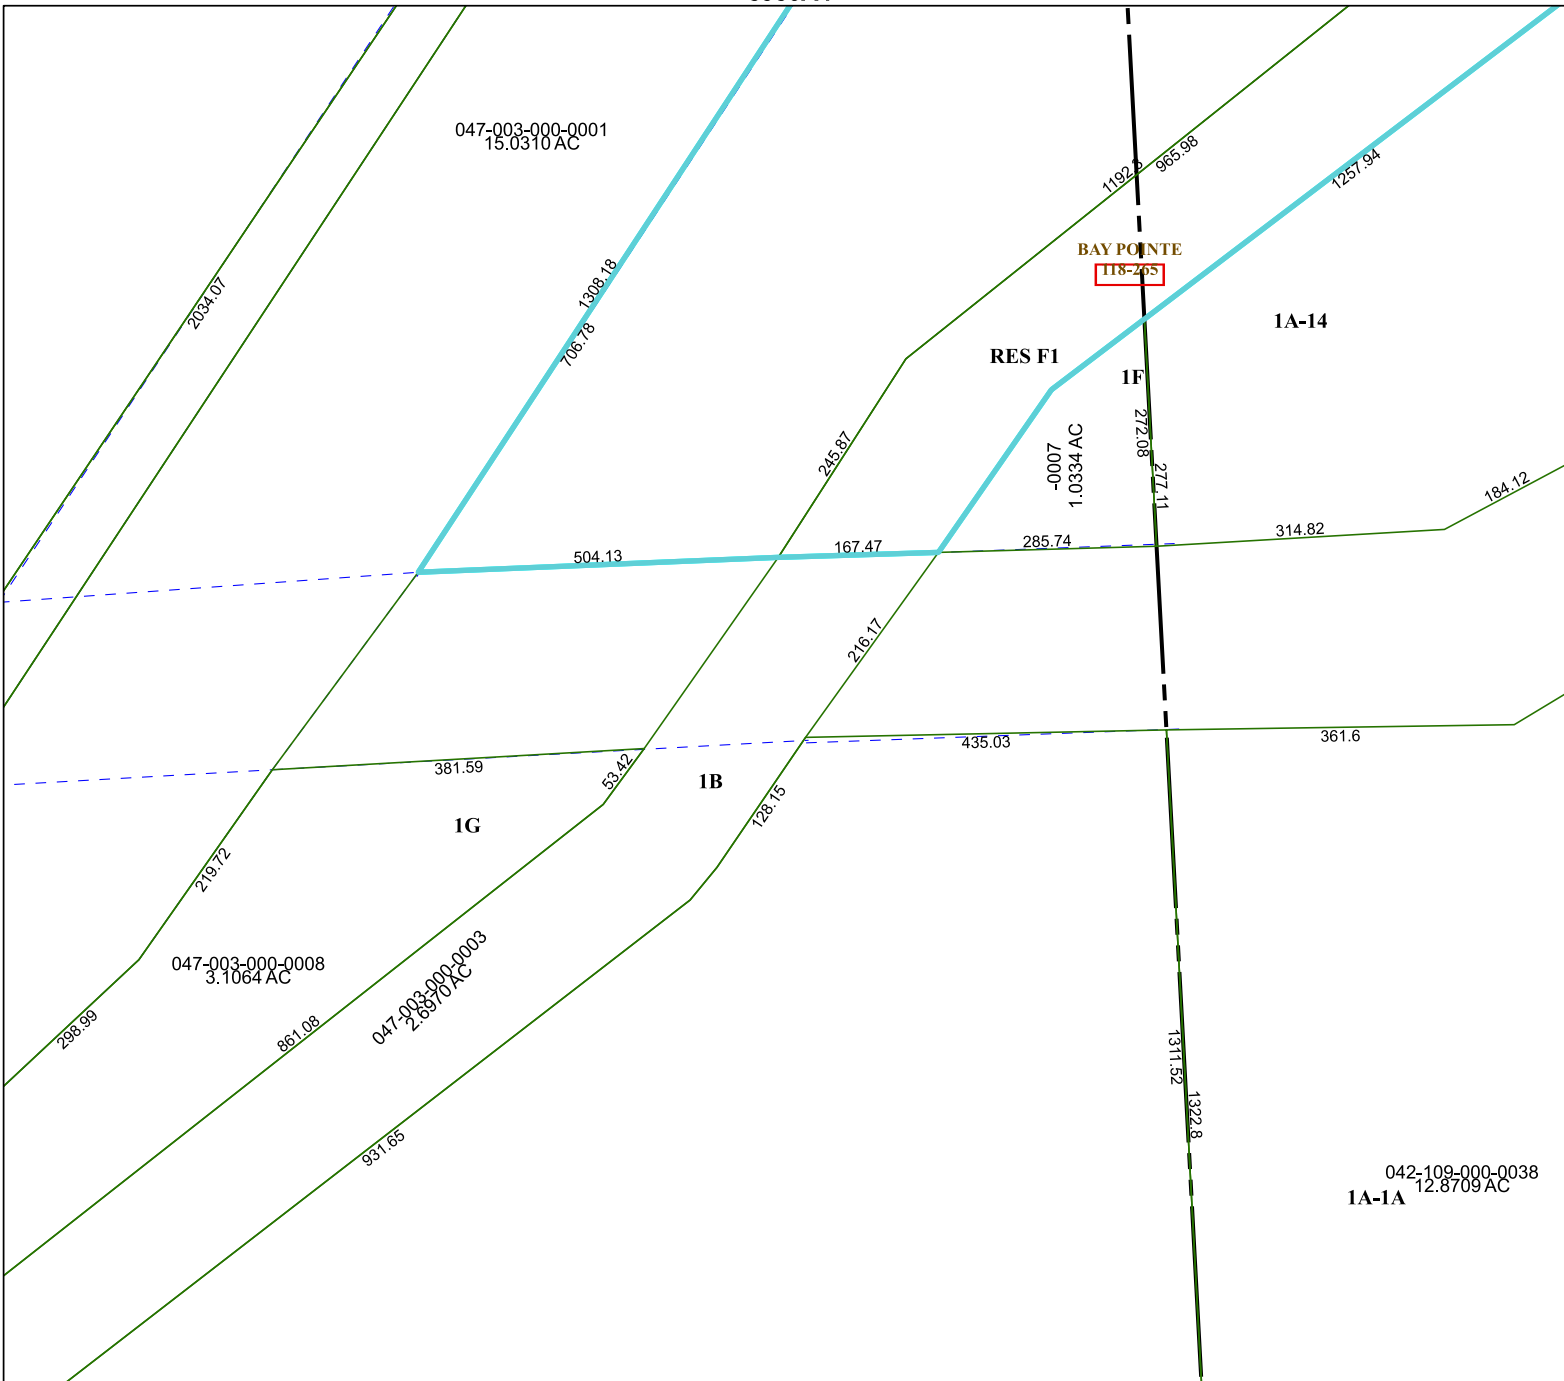 047-003-000-0001
15.0310 AC
1192.3
965.98
1257.94
BAY POINTE
118-265
2034.07
1308.18
706.78
1A-14
RES F1
1F
272.08
277.11
-0007
1.0334 AC
245.87
184.12
504.13
167.47
285.74
314.82
216.17
381.59
53.42
435.03
361.6
1B
128.15
1G
219.72
047-003-000-0008
3.1064 AC
047-003-000-0003
2.6970 AC
298.99
861.08
931.65
1311.52
1322.8
042-109-000-0038
12.8709 AC
1A-1A